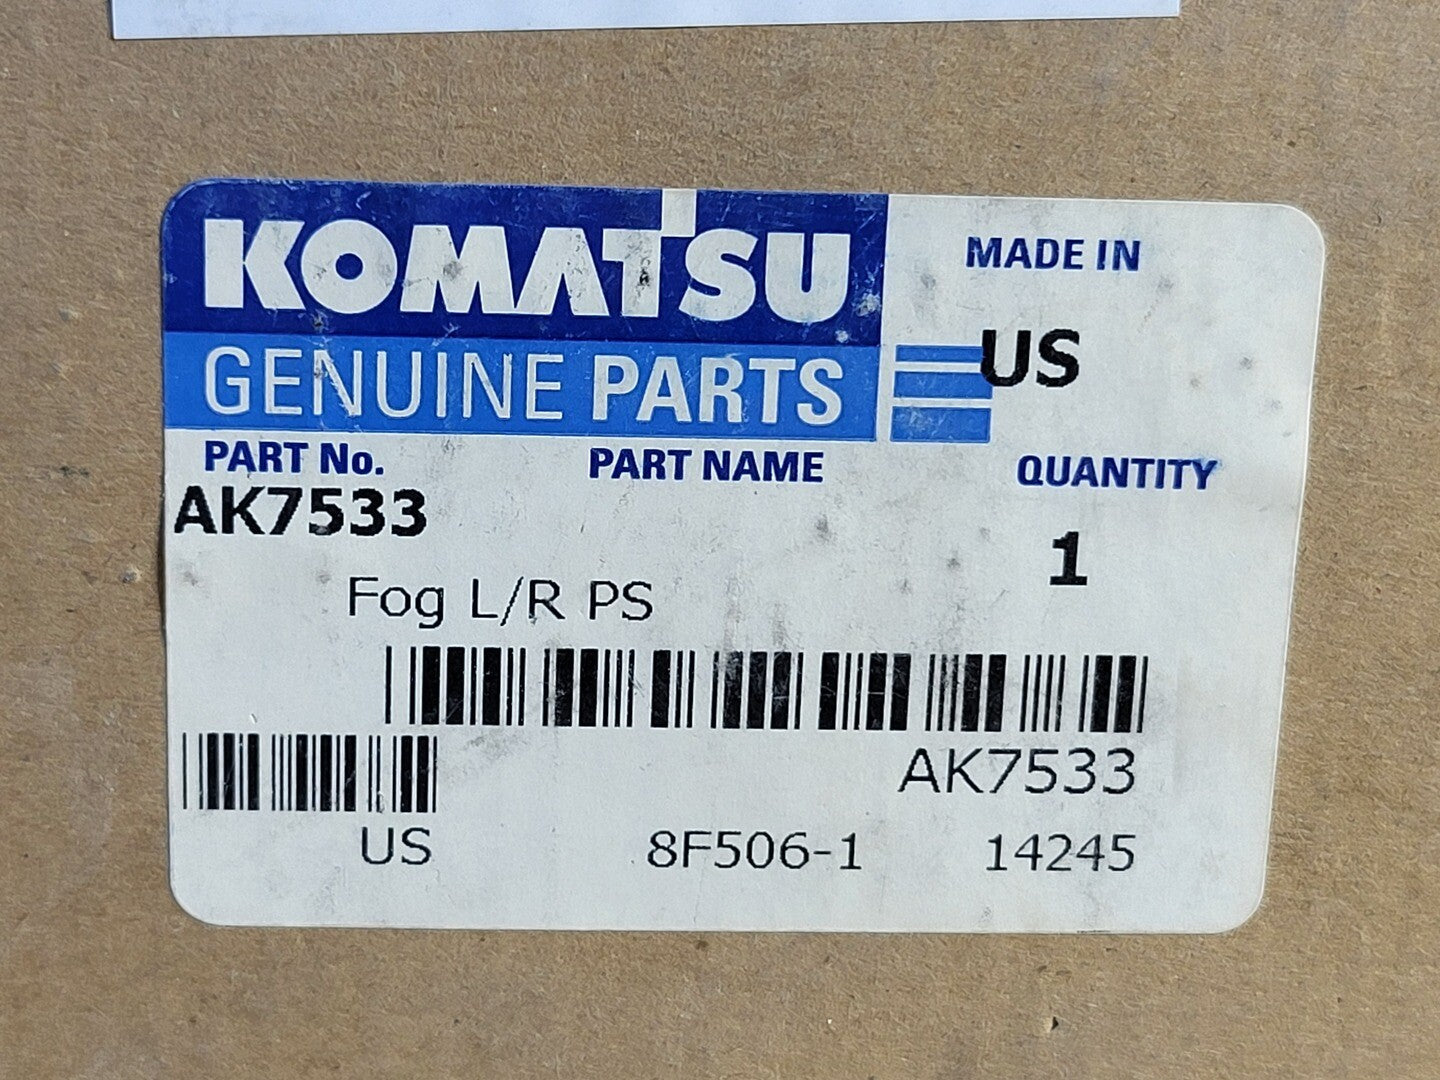 KOMATSU
GENUINE PARTS
MADE IN
US
PART No.
PART NAME
QUANTITY
AK7533
1
Fog L/R PS
AK7533
US
8F506-1
14245